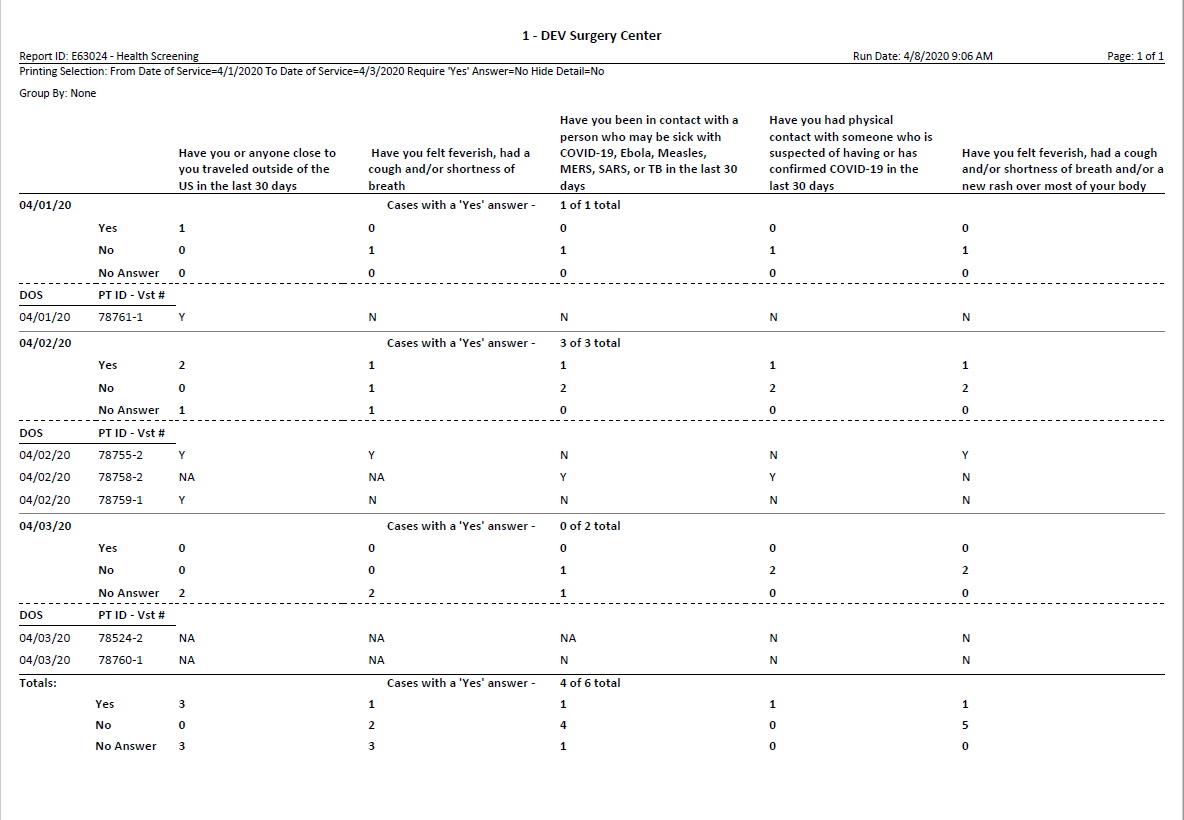 1 - DEV Surgery Center
Report ID: E63024 - Health Screening Run Date: 4/8/2020 9:06 AM Page: 1 of 1
Printing Selection: From Date of Service=4/1/2020 To Date of Service=4/3/2020 Require 'Yes' Answer=No Hide Detail=No
Group By: None
Have you or anyone close to
you traveled outside of the
US in the last 30 days
Have you felt feverish, had a
cough and/or shortness of
breath
Have you been in contact with a
person who may be sick with
COVID-19, Ebola, Measles,
MERS, SARS, or TB in the last 30
days
Have you had physical
contact with someone who is
suspected of having or has
confirmed COVID-19 in the
last 30 days
Have you felt feverish, had a cough
and/or shortness of breath and/or a
new rash over most of your body
04/01/20 Cases with a 'Yes' answer - 1 of 1 total
Yes 1 0 0 0 0
No 0 1 1 1 1
No Answer 0 0 0 0 0
DOS PT ID - Vst #
04/01/20 78761-1 Y N N N N
04/02/20 Cases with a 'Yes' answer - 3 of 3 total
Yes 2 1 1 1 1
No 0 1 2 2 2
No Answer 1 1 0 0 0
DOS PT ID - Vst #
04/02/20 78755-2 Y Y N N Y
04/02/20 78758-2 NA NA Y Y N
04/02/20 78759-1 Y N N N N
04/03/20 Cases with a 'Yes' answer - 0 of 2 total
Yes 0 0 0 0 0
No 0 0 1 2 2
No Answer 2 2 1 0 0
DOS PT ID - Vst #
04/03/20 78524-2 NA NA NA N N
04/03/20 78760-1 NA NA N N N
Totals: Cases with a 'Yes' answer - 4 of 6 total
Yes 3 1 1 1 1
No 0 2 4 0 5
No Answer 3 3 1 0 0